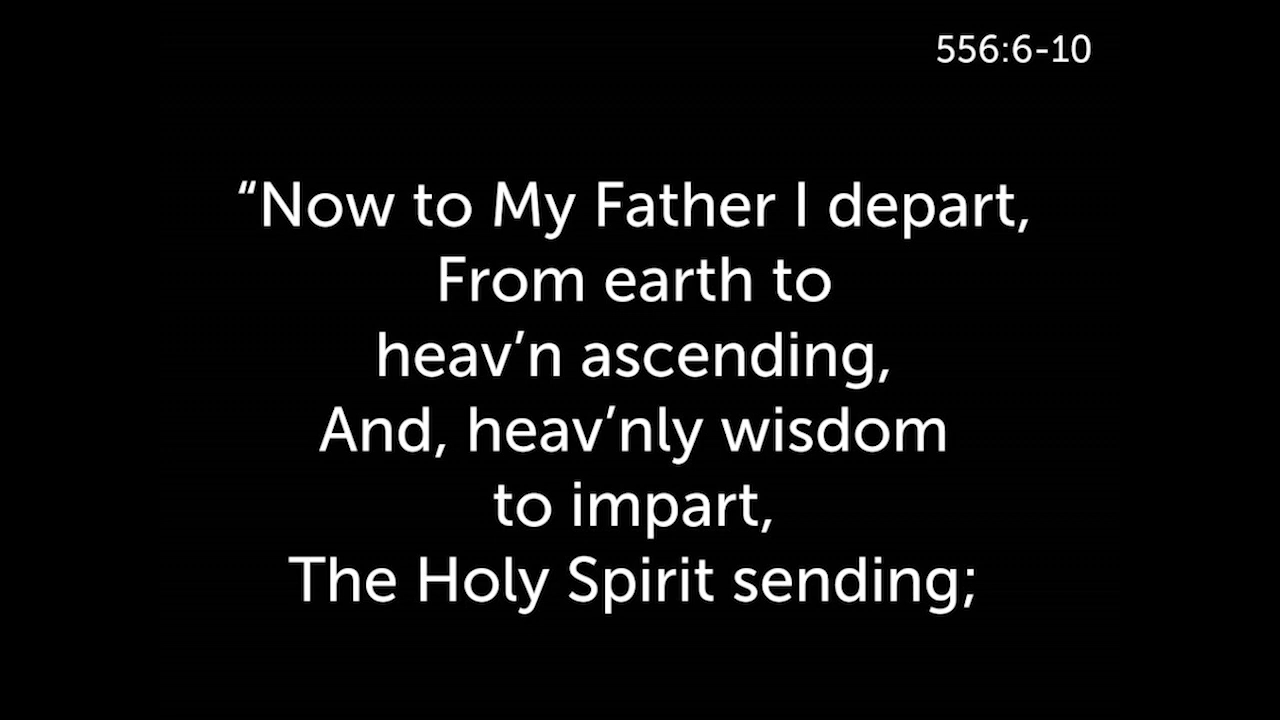 556:6-10
“Now to My Father I depart,
From earth to
heav’n ascending,
And, heav’nly wisdom
to impart,
The Holy Spirit sending;